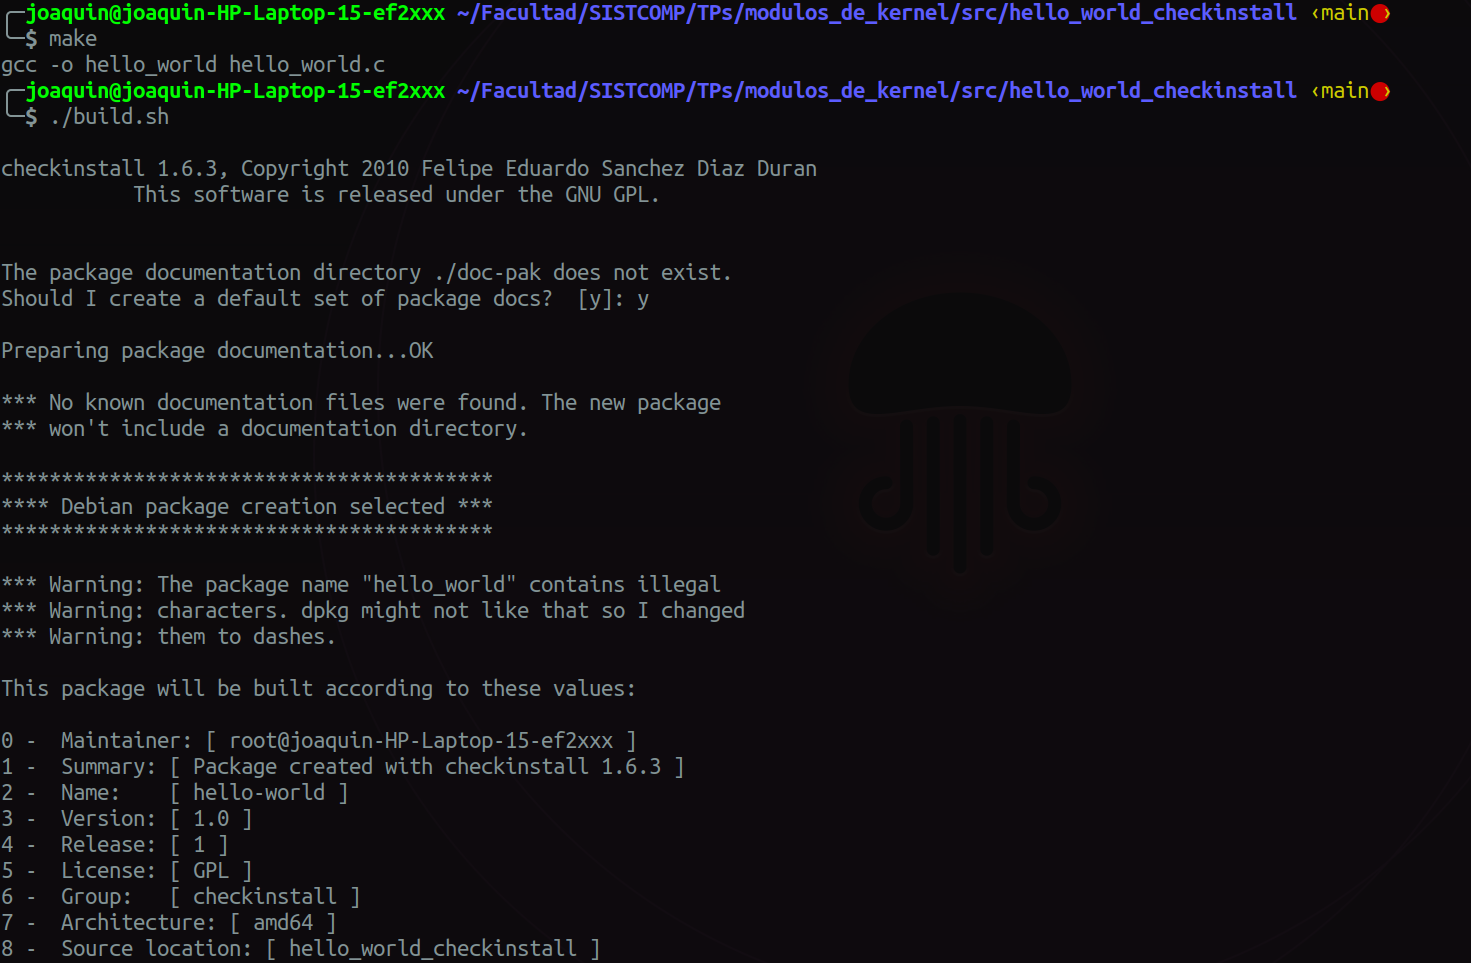 joaquin@joaquin-HP-Laptop-15-ef2xxx ~/Facultad/SISTCOMP/TPs/modulos_de_kernel/src/hello_world_checkinstall ‹main●›
$ make
gcc -o hello_world hello_world.c
joaquin@joaquin-HP-Laptop-15-ef2xxx ~/Facultad/SISTCOMP/TPs/modulos_de_kernel/src/hello_world_checkinstall ‹main●›
$ ./build.sh
checkinstall 1.6.3, Copyright 2010 Felipe Eduardo Sanchez Diaz Duran
This software is released under the GNU GPL.
The package documentation directory ./doc-pak does not exist.
Should I create a default set of package docs?  [y]: y
Preparing package documentation...OK
*** No known documentation files were found. The new package
*** won't include a documentation directory.
*****************************************
**** Debian package creation selected ***
*****************************************
*** Warning: The package name "hello_world" contains illegal
*** Warning: characters. dpkg might not like that so I changed
*** Warning: them to dashes.
This package will be built according to these values:
0 -  Maintainer: [ root@joaquin-HP-Laptop-15-ef2xxx ]
1 -  Summary: [ Package created with checkinstall 1.6.3 ]
2 -  Name:    [ hello-world ]
3 -  Version: [ 1.0 ]
4 -  Release: [ 1 ]
5 -  License: [ GPL ]
6 -  Group:   [ checkinstall ]
7 -  Architecture: [ amd64 ]
8 -  Source location: [ hello_world_checkinstall ]